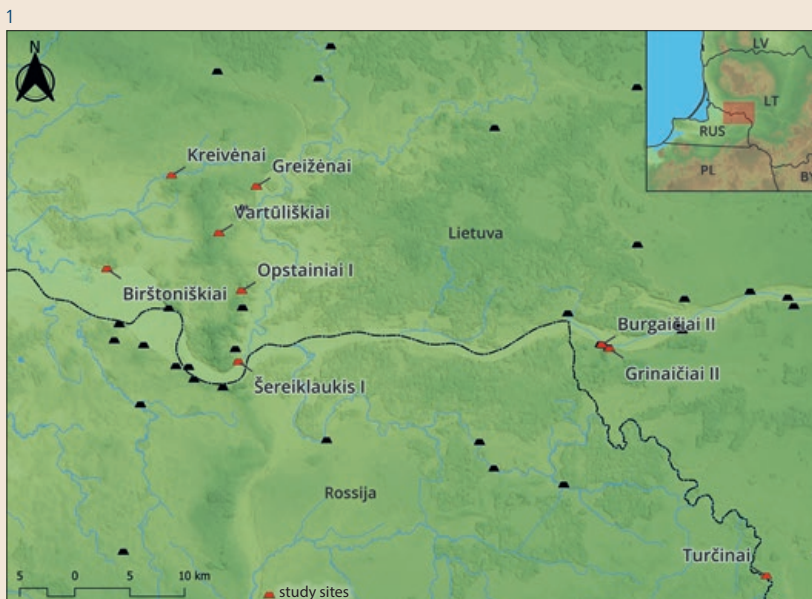 1
N
LV
LT
RUS
PL
BY
Kreivėnai
Greižėnai
Vartūliškiai
Lietuva
Opstainiai I
Birštoniškiai
Burgaičiai II
Grinaičiai II
Šereiklaukis I
Rossija
Turčinai
5 0 5 10 km
study sites